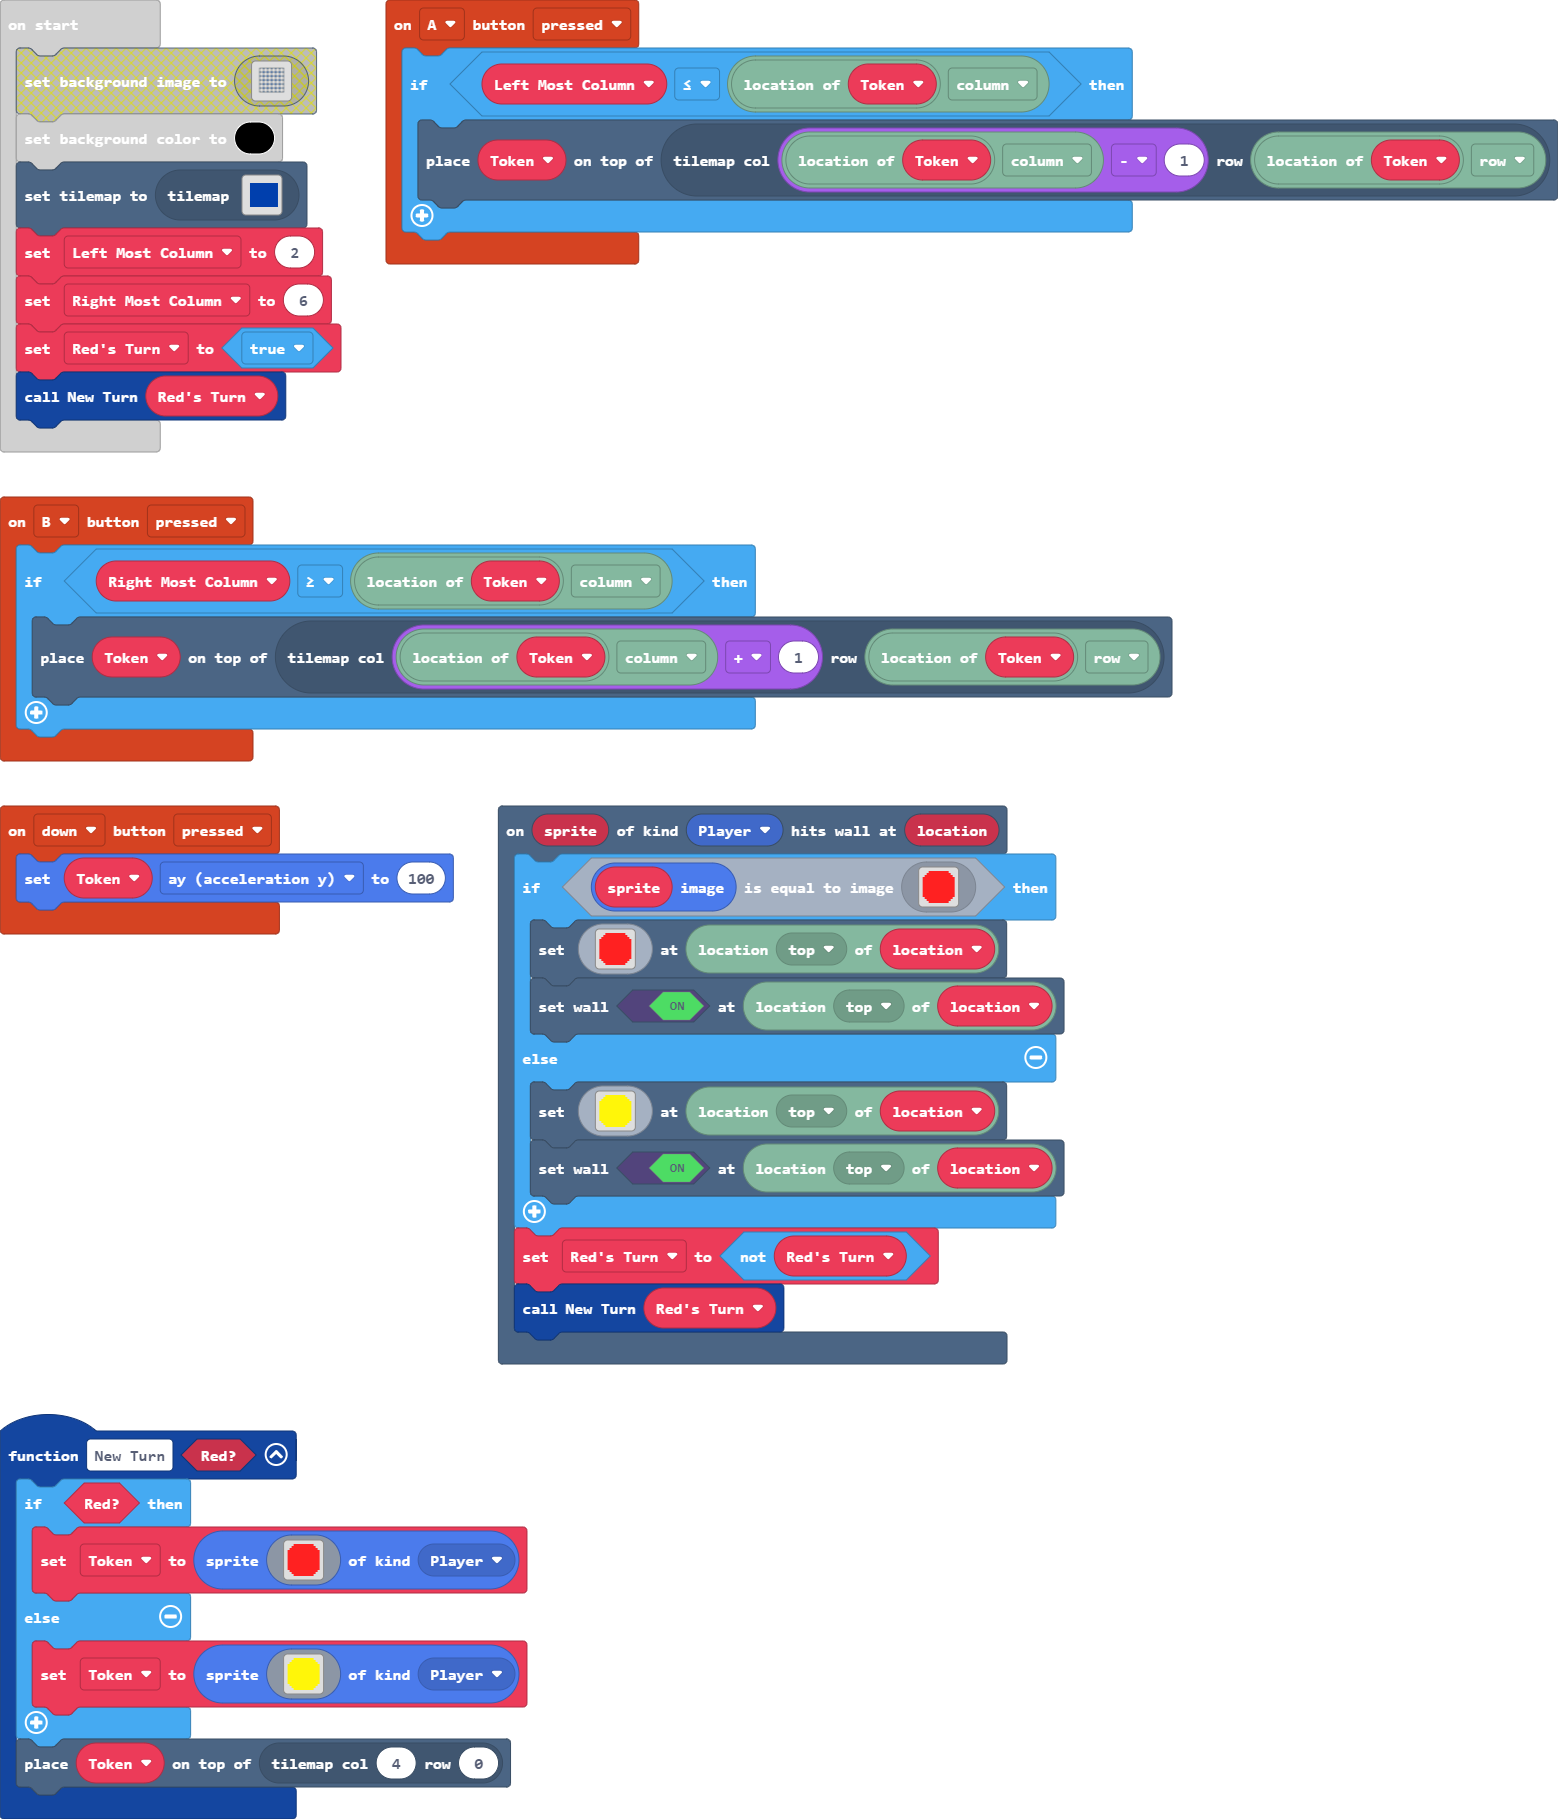 on start
set background image to
set background color to
set tilemap to tilemap
set Left Most Column to 2
set Right Most Column to 6
set Red's Turn to true
call New Turn Red's Turn
on A button pressed
if Left Most Column ≤ location of Token column then
place Token on top of tilemap col location of Token column - 1 row location of Token row
on B button pressed
if Right Most Column ≥ location of Token column then
place Token on top of tilemap col location of Token column + 1 row location of Token row
on down button pressed
set Token ay (acceleration y) to 100
on sprite of kind Player hits wall at location
if sprite image is equal to image then
set at location top of location
set wall ON at location top of location
else
set at location top of location
set wall ON at location top of location
set Red's Turn to not Red's Turn
call New Turn Red's Turn
function New Turn Red?
if Red? then
set Token to sprite of kind Player
else
set Token to sprite of kind Player
place Token on top of tilemap col 4 row 0